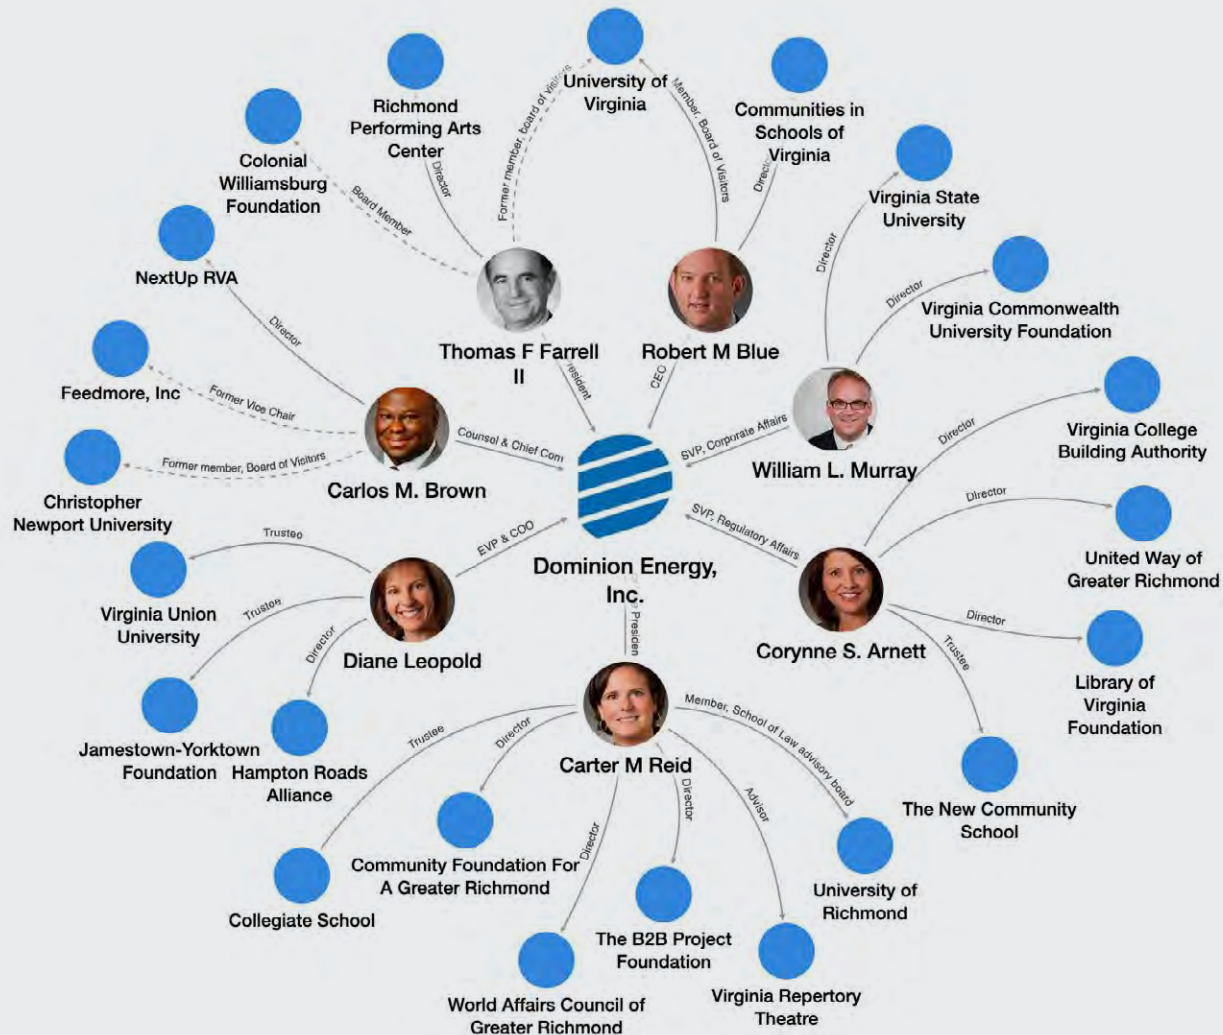 University of
Virginia
Richmond
Performing Arts
Center
Communities in
Schools of
Virginia
Colonial
Williamsburg
Foundation
Virginia State
University
NextUp RVA
Virginia Commonwealth
University Foundation
Feedmore, Inc
Virginia College
Building Authority
Christopher
Newport University
United Way of
Greater Richmond
Virginia Union
University
Library of
Virginia
Foundation
Jamestown-Yorktown
Foundation
Hampton Roads
Alliance
The New Community
School
Collegiate School
Community Foundation For
A Greater Richmond
World Affairs Council of
Greater Richmond
The B2B Project
Foundation
Virginia Repertory
Theatre
University of
Richmond
Thomas F Farrell
II
Robert M Blue
William L. Murray
Carlos M. Brown
Diane Leopold
Corynne S. Arnett
Carter M Reid
Dominion Energy,
Inc.
Former member, board of visitors
Member, Board of Visitors
Director
Board Member
Director
Director
Director
Director
Former Vice Chair
Former member, Board of Visitors
Counsel & Chief Com
CEO
SVP, Corporate Affairs
SVP, Regulatory Affairs
EVP & COO
Director
Director
Director
Trustee
Trustee
Trustee
Director
Trustee
Director
Director
Director
Advisor
Member, School of Law advisory board